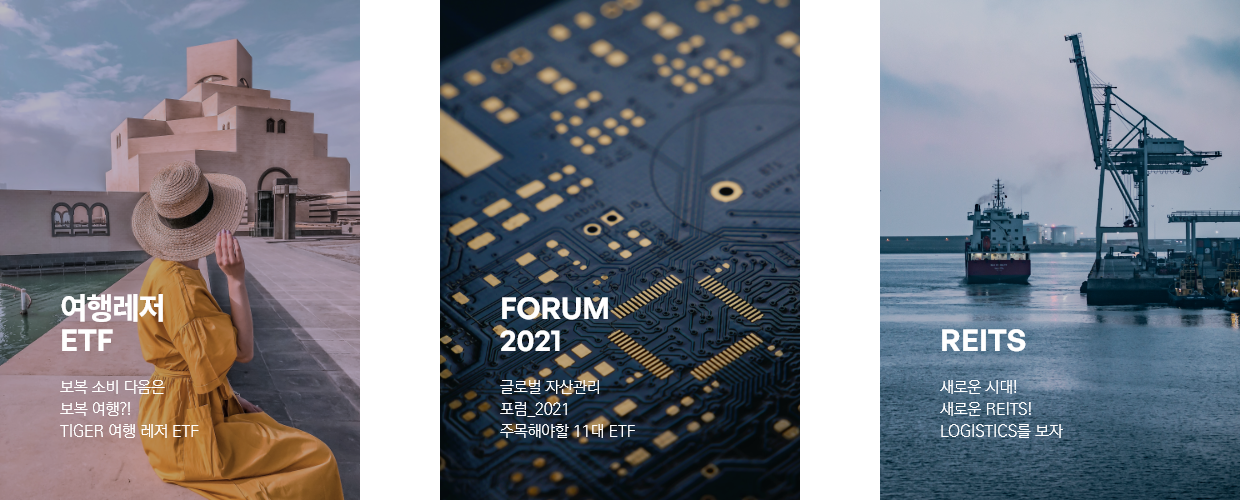 여행레저
ETF
보복 소비 다음은
보복 여행?!
TIGER 여행 레저 ETF
FORUM
2021
글로벌 자산관리
포럼_2021
주목해야할 11대 ETF
REITS
새로운 시대!
새로운 REITS!
LOGISTICS를 보자